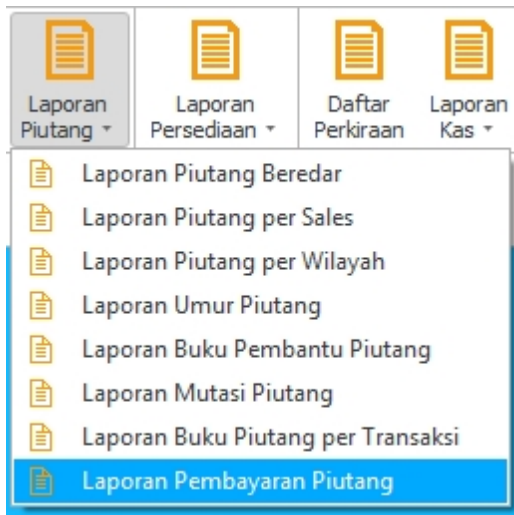 Laporan
Piutang
Laporan
Persediaan
Daftar
Perkiraan
Laporan
Kas
Laporan Piutang Beredar
Laporan Piutang per Sales
Laporan Piutang per Wilayah
Laporan Umur Piutang
Laporan Buku Pembantu Piutang
Laporan Mutasi Piutang
Laporan Buku Piutang per Transaksi
Laporan Pembayaran Piutang